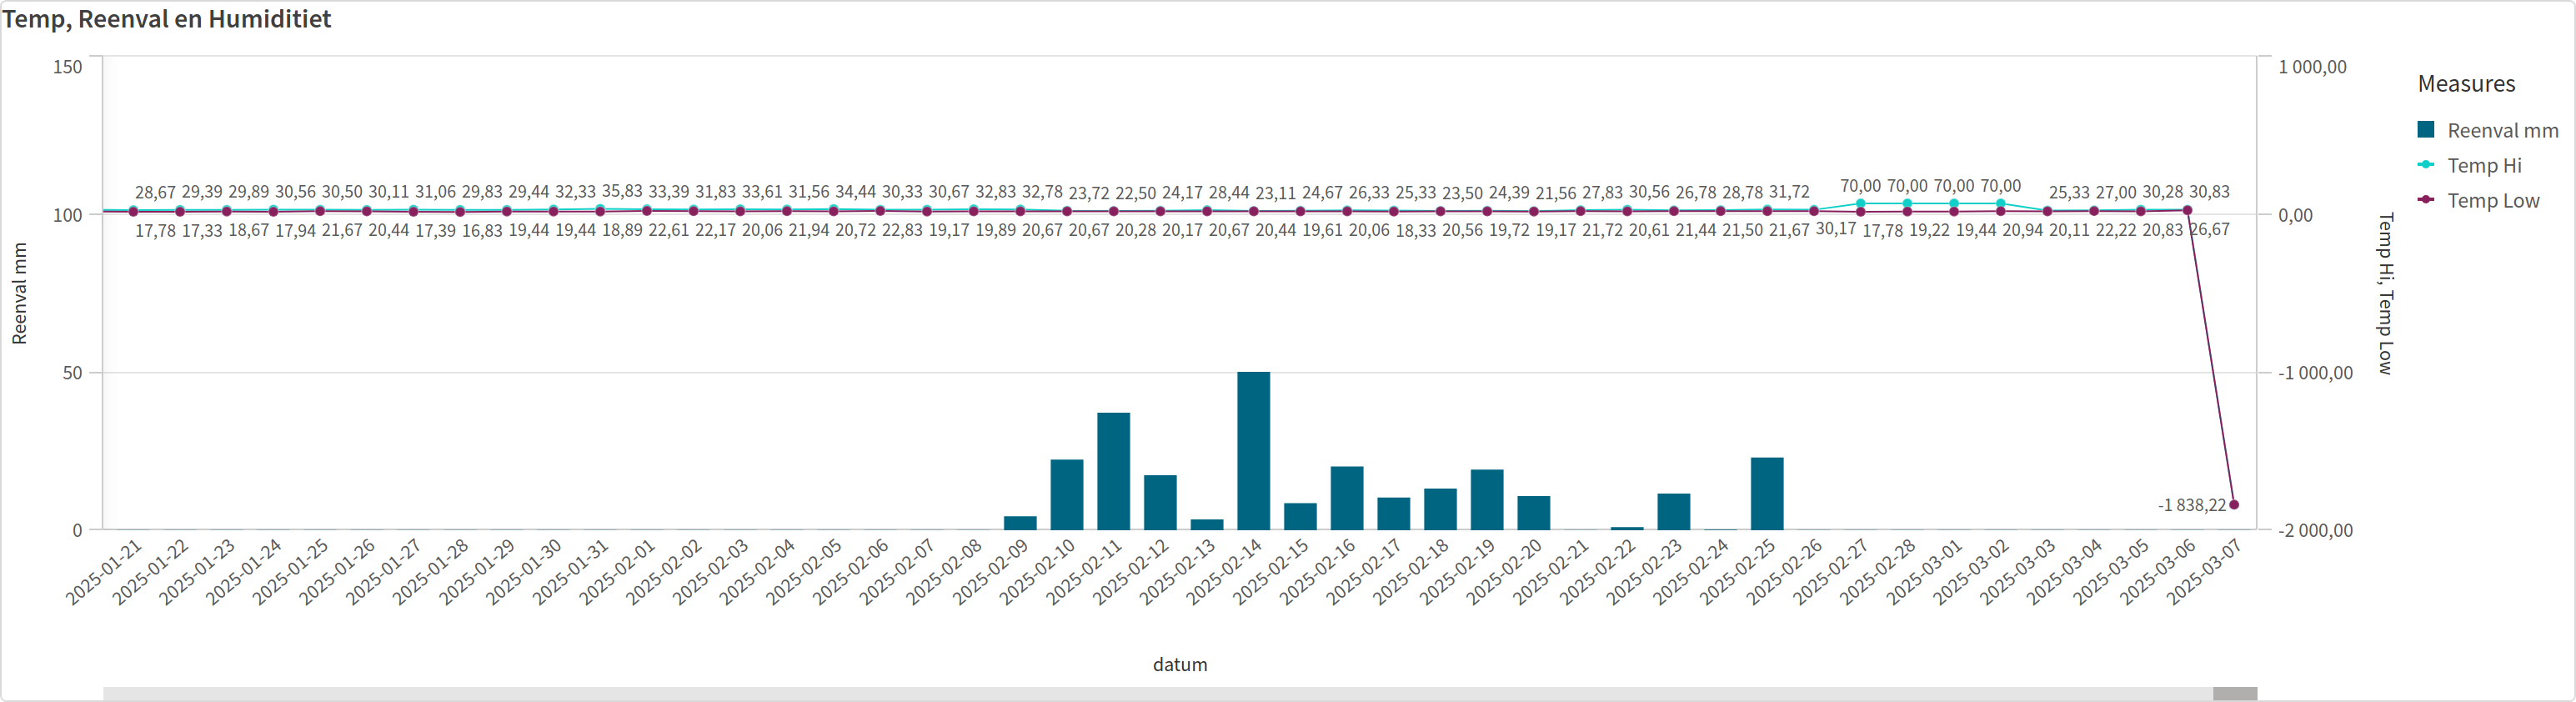 Temp, Reenval en Humiditiet
150
100
50
0
Reenval mm
1 000,00
0,00
-1 000,00
-2 000,00
Temp Hi, Temp Low
Measures
Reenval mm
Temp Hi
Temp Low
28,67 29,39 29,89 30,56 30,50 30,11 31,06 29,83 29,44 32,33 35,83 33,39 31,83 33,61 31,56 34,44 30,33 30,67 32,83 32,78 23,72 22,50 24,17 28,44 23,11 24,67 26,33 25,33 23,50 24,39 21,56 27,83 30,56 26,78 28,78 31,72 70,00 70,00 70,00 70,00 25,33 27,00 30,28 30,83
17,78 17,33 18,67 17,94 21,67 20,44 17,39 16,83 19,44 19,44 18,89 22,61 22,17 20,06 21,94 20,72 22,83 19,17 19,89 20,67 20,67 20,28 20,17 20,67 20,44 19,61 20,06 18,33 20,56 19,72 19,17 21,72 20,61 21,44 21,50 21,67 30,17 17,78 19,22 19,44 20,94 20,11 22,22 20,83 26,67
-1 838,22
2025-01-21 2025-01-22 2025-01-23 2025-01-24 2025-01-25 2025-01-26 2025-01-27 2025-01-28 2025-01-29 2025-01-30 2025-01-31 2025-02-01 2025-02-02 2025-02-03 2025-02-04 2025-02-05 2025-02-06 2025-02-07 2025-02-08 2025-02-09 2025-02-10 2025-02-11 2025-02-12 2025-02-13 2025-02-14 2025-02-15 2025-02-16 2025-02-17 2025-02-18 2025-02-19 2025-02-20 2025-02-21 2025-02-22 2025-02-23 2025-02-24 2025-02-25 2025-02-26 2025-02-27 2025-02-28 2025-03-01 2025-03-02 2025-03-03 2025-03-04 2025-03-05 2025-03-06 2025-03-07
datum